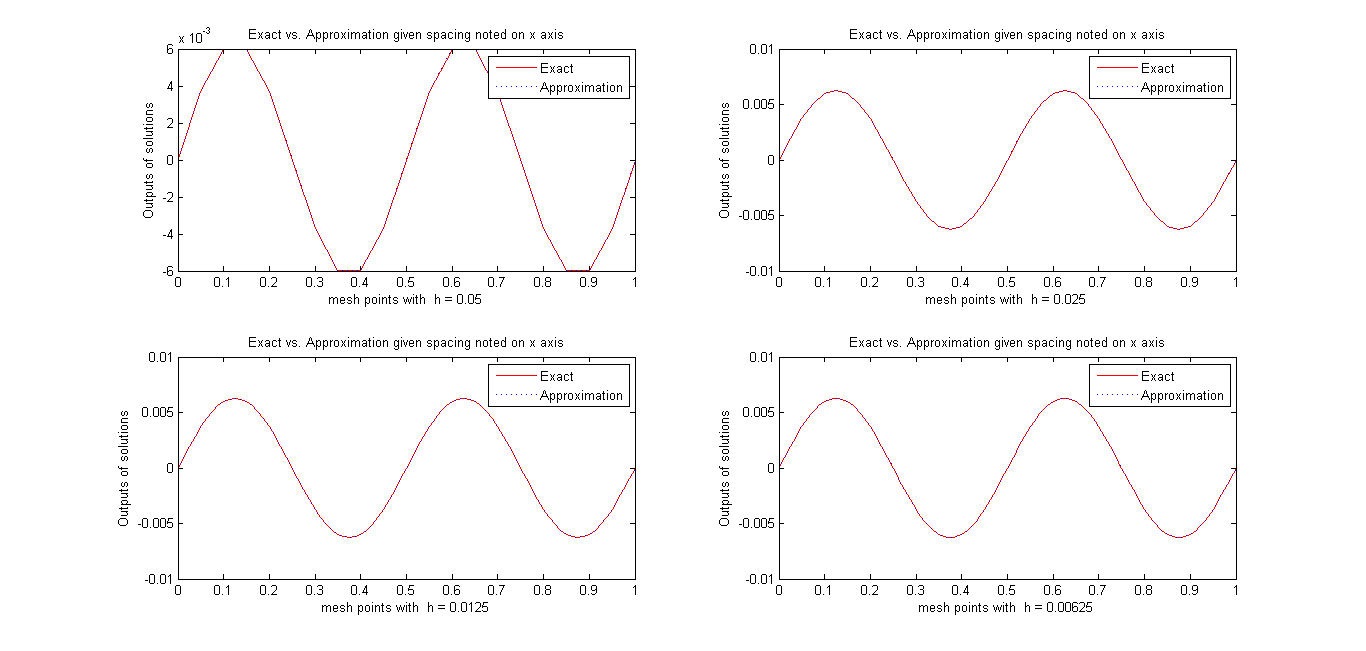 Exact vs. Approximation given spacing noted on x axis
x 10^-3
Exact
Approximation
Outputs of solutions
6
4
2
0
-2
-4
-6
0 0.1 0.2 0.3 0.4 0.5 0.6 0.7 0.8 0.9 1
mesh points with h = 0.05
Exact vs. Approximation given spacing noted on x axis
Exact
Approximation
Outputs of solutions
0.01
0.005
0
-0.005
-0.01
0 0.1 0.2 0.3 0.4 0.5 0.6 0.7 0.8 0.9 1
mesh points with h = 0.025
Exact vs. Approximation given spacing noted on x axis
Exact
Approximation
Outputs of solutions
0.01
0.005
0
-0.005
-0.01
0 0.1 0.2 0.3 0.4 0.5 0.6 0.7 0.8 0.9 1
mesh points with h = 0.0125
Exact vs. Approximation given spacing noted on x axis
Exact
Approximation
Outputs of solutions
0.01
0.005
0
-0.005
-0.01
0 0.1 0.2 0.3 0.4 0.5 0.6 0.7 0.8 0.9 1
mesh points with h = 0.00625